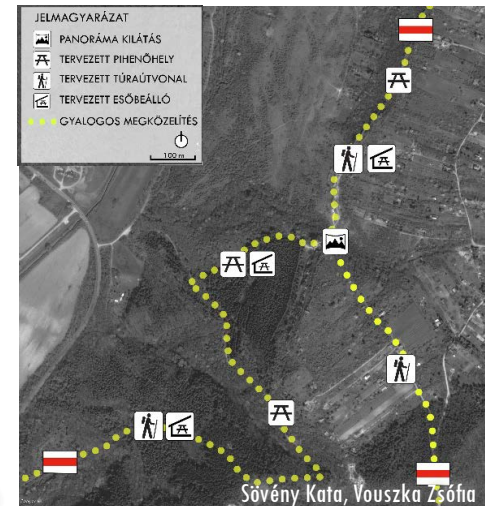 JELMAGYARÁZAT
PANORÁMA KILÁTÁS
TERVEZETT PIHENŐHELY
TERVEZETT TÚRAÚTVONAL
TERVEZETT ESŐBEÁLLÓ
GYALOGOS MEGKÖZELÍTÉS
100 m
Sövény Kata, Vouszka Zsófia